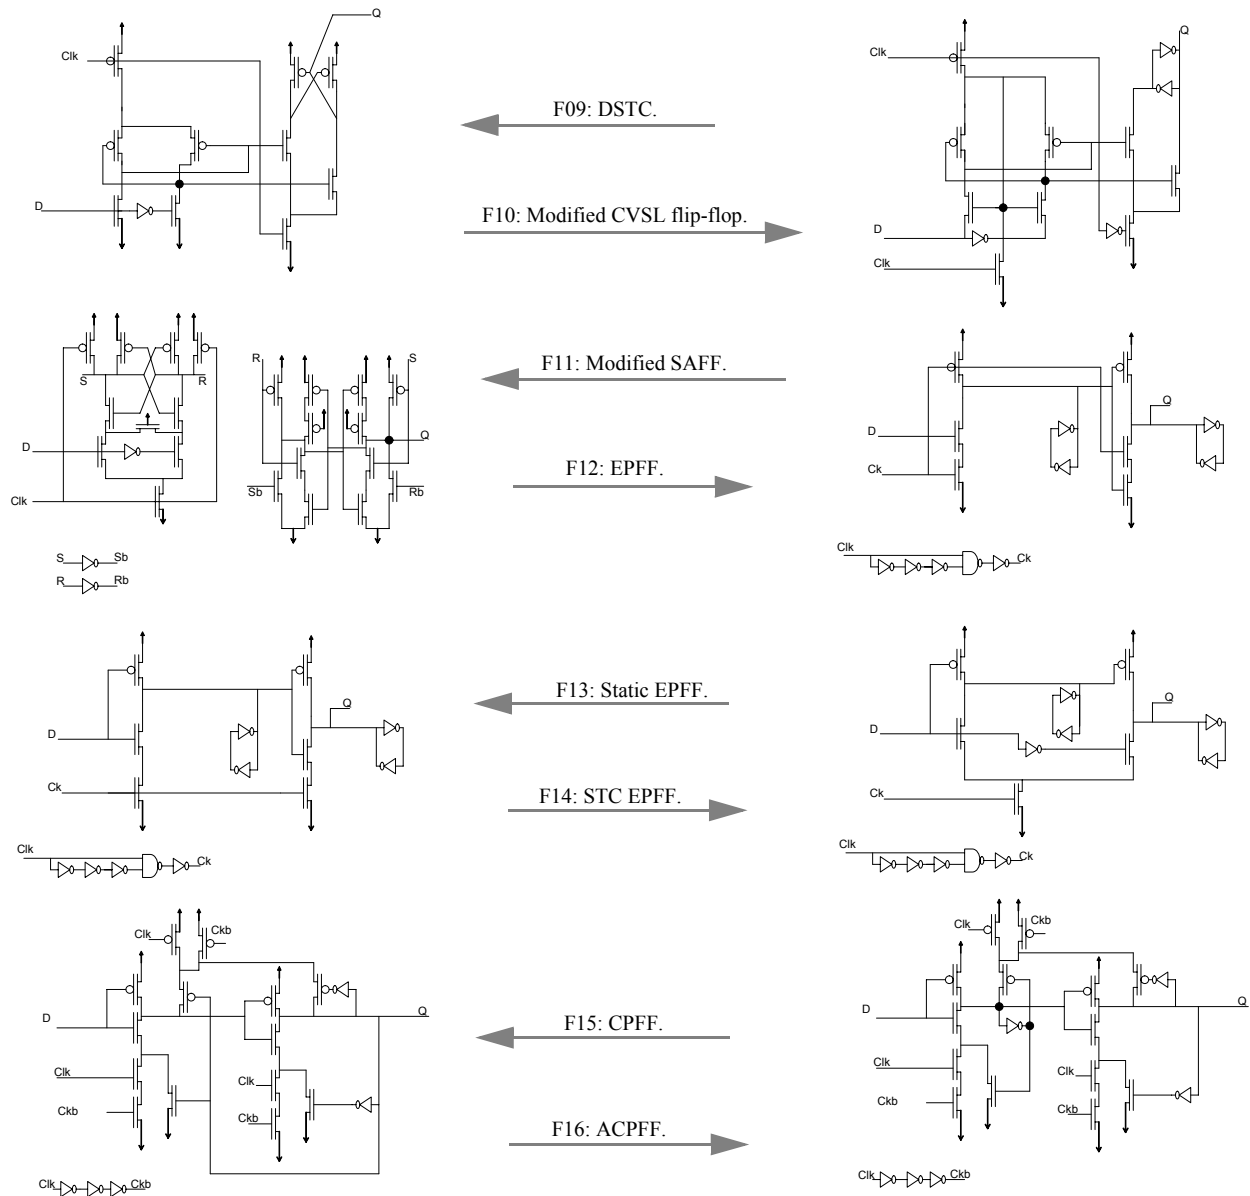 Q
Clk
F09: DSTC.
D
F10: Modified CVSL flip-flop.
Q
Clk
D
Clk
S
R
D
Clk
S
Sb
R
Rb
R
S
Q
Sb
Rb
F11: Modified SAFF.
F12: EPFF.
Q
D
Ck
Clk
Ck
Q
D
Ck
Clk
Ck
F13: Static EPFF.
F14: STC EPFF.
Q
D
Ck
Clk
Ck
Clk
Ckb
D
Q
Clk
Clk
Ckb
Ckb
Clk
Ckb
F15: CPFF.
F16: ACPFF.
Clk
Ckb
Q
D
Clk
Clk
Ckb
Ckb
Clk
Ckb